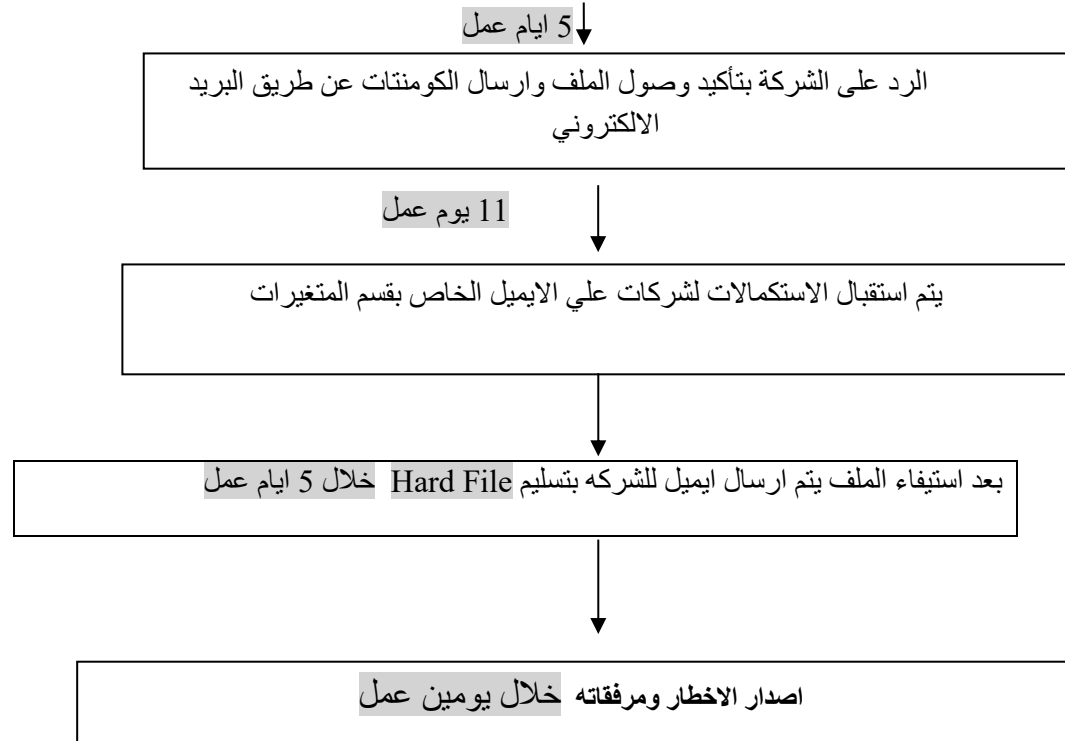 5 ايام عمل
الرد على الشركة بتأكيد وصول الملف وارسال الكومنتات عن طريق البريد
الالكتروني
11 يوم عمل
يتم استقبال الاستكمالات لشركات علي الايميل الخاص بقسم المتغيرات
بعد استيفاء الملف يتم ارسال ايميل للشركه بتسليم Hard File خلال 5 ايام عمل
اصدار الاخطار ومرفقاته خلال يومين عمل